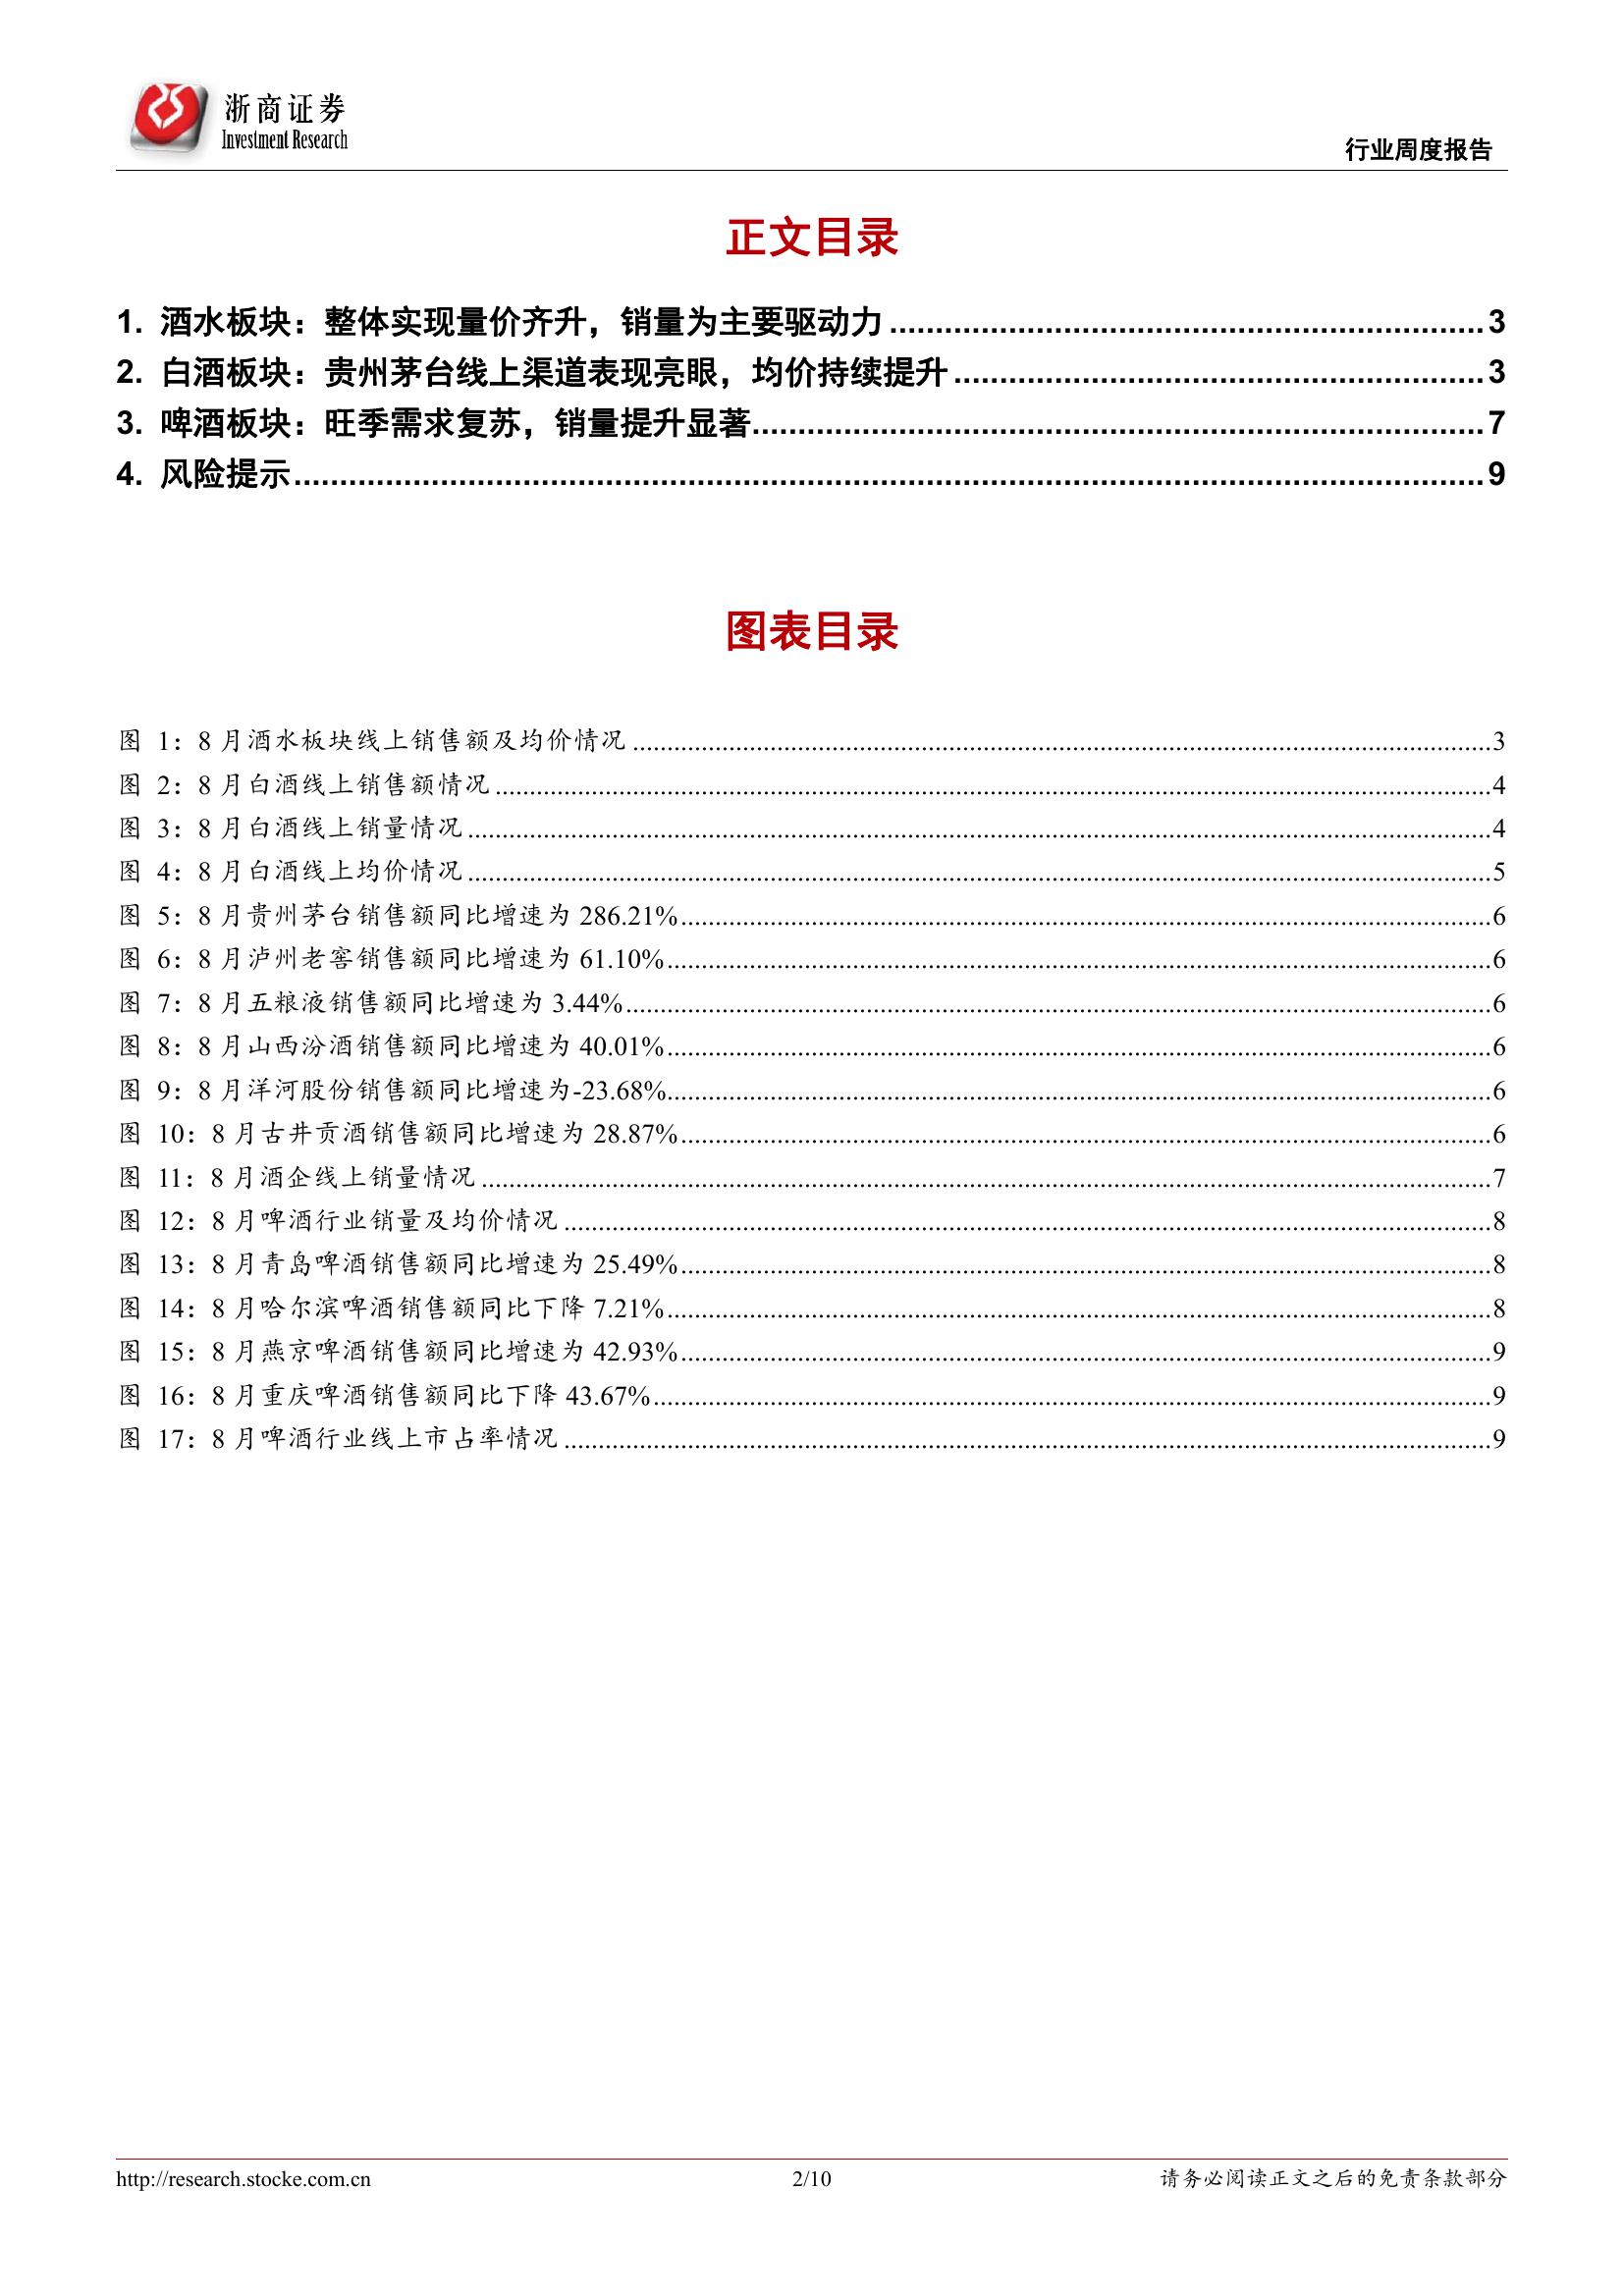 浙商证券
Investment Research
行业周度报告
正文目录
1. 酒水板块：整体实现量价齐升，销量为主要驱动力 3
2. 白酒板块：贵州茅台线上渠道表现亮眼，均价持续提升 3
3. 啤酒板块：旺季需求复苏，销量提升显著 7
4. 风险提示 9
图表目录
图 1：8 月酒水板块线上销售额及均价情况 3
图 2：8 月白酒线上销售额情况 4
图 3：8 月白酒线上销量情况 4
图 4：8 月白酒线上均价情况 5
图 5：8 月贵州茅台销售额同比增速为 286.21% 6
图 6：8 月泸州老窖销售额同比增速为 61.10% 6
图 7：8 月五粮液销售额同比增速为 3.44% 6
图 8：8 月山西汾酒销售额同比增速为 40.01% 6
图 9：8 月洋河股份销售额同比增速为-23.68% 6
图 10：8 月古井贡酒销售额同比增速为 28.87% 6
图 11：8 月酒企线上销量情况 7
图 12：8 月啤酒行业销量及均价情况 8
图 13：8 月青岛啤酒销售额同比增速为 25.49% 8
图 14：8 月哈尔滨啤酒销售额同比下降 7.21% 8
图 15：8 月燕京啤酒销售额同比增速为 42.93% 9
图 16：8 月重庆啤酒销售额同比下降 43.67% 9
图 17：8 月啤酒行业线上市占率情况 9
http://research.stocke.com.cn 2/10 请务必阅读正文之后的免责条款部分